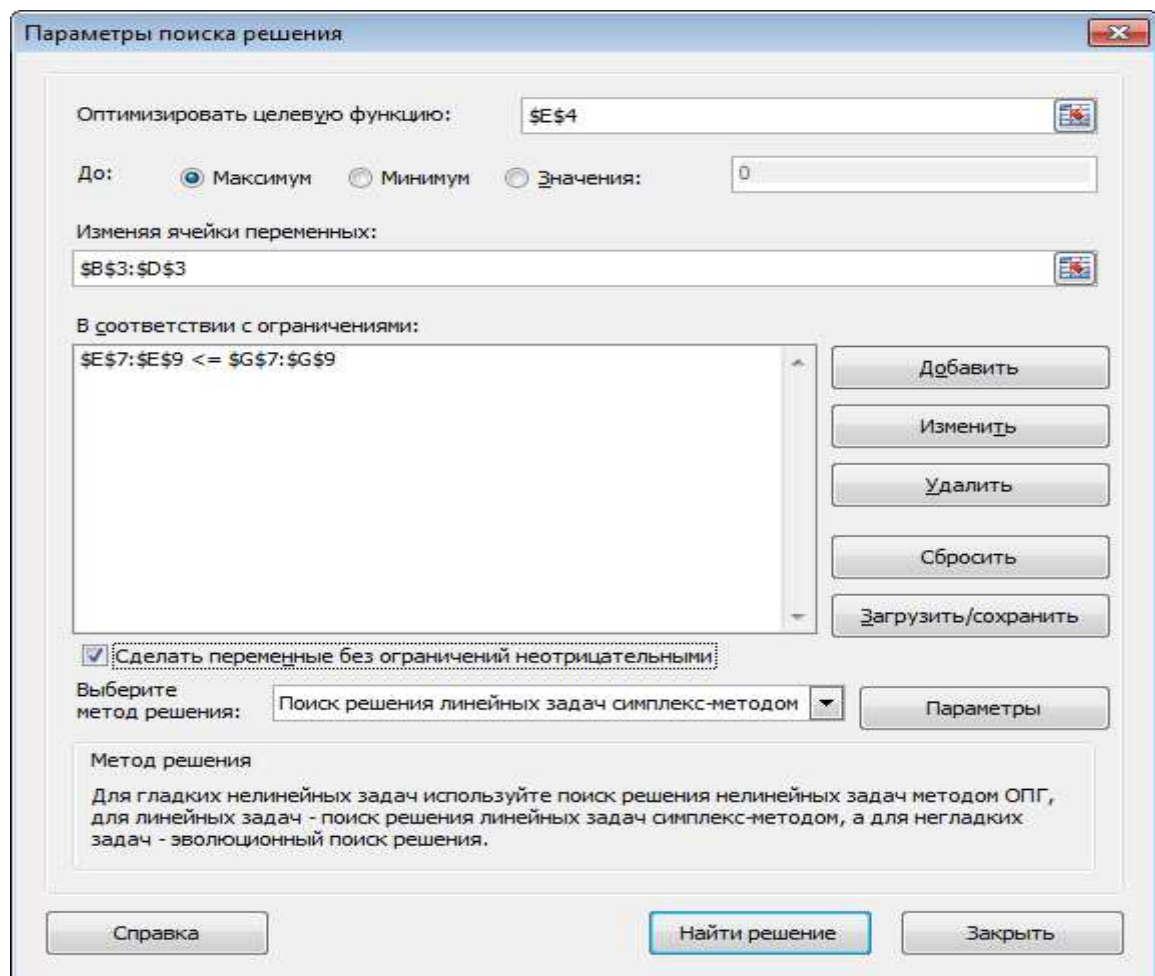 Параметры поиска решения
Оптимизировать целевую функцию:
$E$4
До:
Максимум
Минимум
Значения:
0
Изменяя ячейки переменных:
$B$3:$D$3
В соответствии с ограничениями:
$E$7:$E$9 <= $G$7:$G$9
Добавить
Изменить
Удалить
Сбросить
Загрузить/сохранить
Сделать переменные без ограничений неотрицательными
Выберите
метод решения:
Поиск решения линейных задач симплекс-методом
Параметры
Метод решения
Для гладких нелинейных задач используйте поиск решения нелинейных задач методом ОПГ,
для линейных задач - поиск решения линейных задач симплекс-методом, а для негладких
задач - эволюционный поиск решения.
Справка
Найти решение
Закрыть